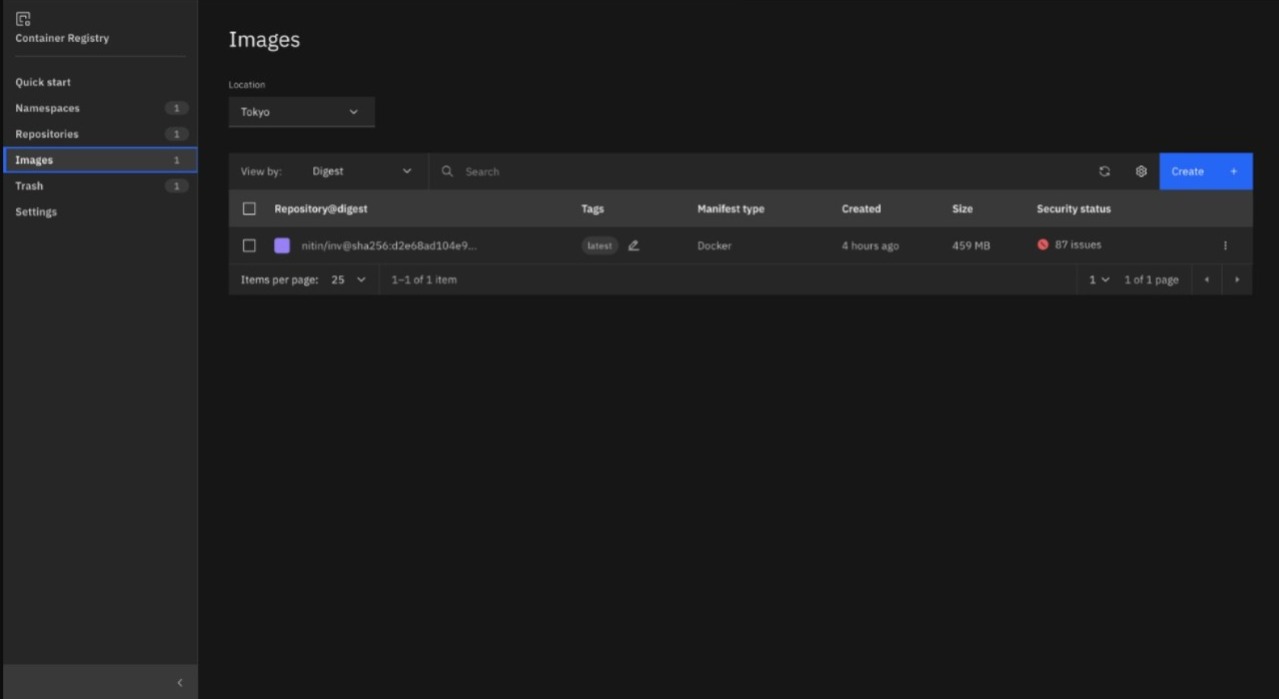 Container Registry
Quick start
Namespaces 1
Repositories 1
Images 1
Trash 1
Settings
Images
Location
Tokyo
View by: Digest Search Create +
Repository@digest Tags Manifest type Created Size Security status
nitin/inv@sha256:d2e68ad104e9... latest Docker 4 hours ago 459 MB 87 issues
Items per page: 25 1–1 of 1 item 1 1 of 1 page